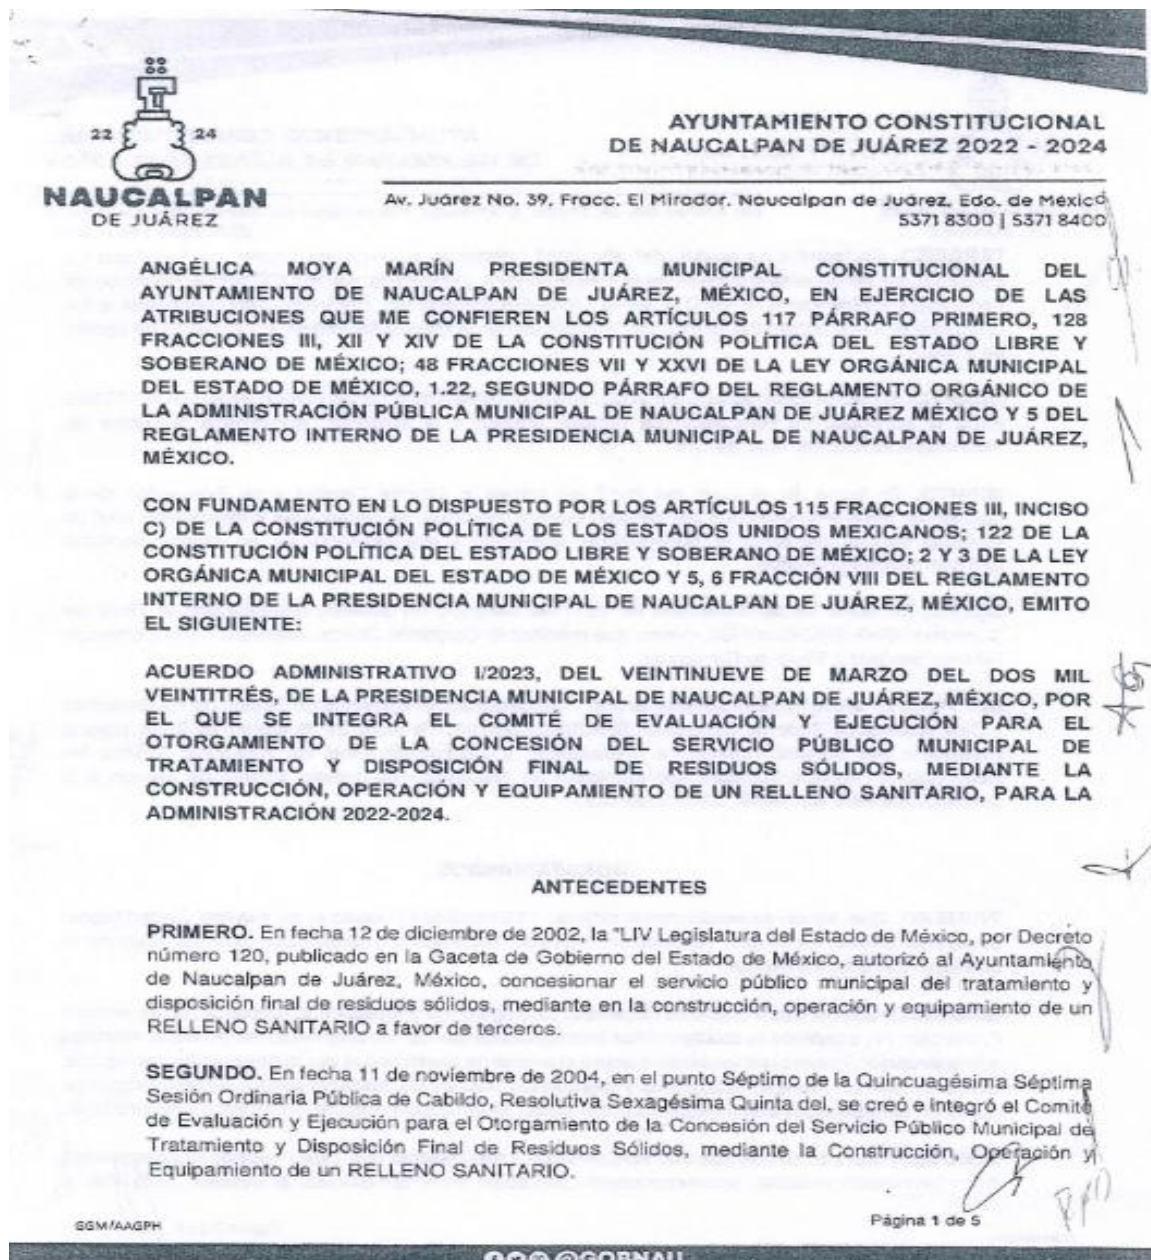 22 24
NAUCALPAN
DE JUÁREZ
AYUNTAMIENTO CONSTITUCIONAL
DE NAUCALPAN DE JUÁREZ 2022 - 2024
Av. Juárez No. 39, Fracc. El Mirador, Naucalpan de Juárez, Edo. de México
5371 8300 | 5371 8400
ANGÉLICA MOYA MARÍN PRESIDENTA MUNICIPAL CONSTITUCIONAL DEL
AYUNTAMIENTO DE NAUCALPAN DE JUÁREZ, MÉXICO, EN EJERCICIO DE LAS
ATRIBUCIONES QUE ME CONFIEREN LOS ARTÍCULOS 117 PÁRRAFO PRIMERO, 128
FRACCIONES III, XII Y XIV DE LA CONSTITUCIÓN POLÍTICA DEL ESTADO LIBRE Y
SOBERANO DE MÉXICO; 48 FRACCIONES VII Y XXVI DE LA LEY ORGÁNICA MUNICIPAL
DEL ESTADO DE MÉXICO, 1.22, SEGUNDO PÁRRAFO DEL REGLAMENTO ORGÁNICO DE
LA ADMINISTRACIÓN PÚBLICA MUNICIPAL DE NAUCALPAN DE JUÁREZ MÉXICO Y 5 DEL
REGLAMENTO INTERNO DE LA PRESIDENCIA MUNICIPAL DE NAUCALPAN DE JUÁREZ,
MÉXICO.
CON FUNDAMENTO EN LO DISPUESTO POR LOS ARTÍCULOS 115 FRACCIONES III, INCISO
C) DE LA CONSTITUCIÓN POLÍTICA DE LOS ESTADOS UNIDOS MEXICANOS; 122 DE LA
CONSTITUCIÓN POLÍTICA DEL ESTADO LIBRE Y SOBERANO DE MÉXICO; 2 Y 3 DE LA LEY
ORGÁNICA MUNICIPAL DEL ESTADO DE MÉXICO Y 5, 6 FRACCIÓN VIII DEL REGLAMENTO
INTERNO DE LA PRESIDENCIA MUNICIPAL DE NAUCALPAN DE JUÁREZ, MÉXICO, EMITO
EL SIGUIENTE:
ACUERDO ADMINISTRATIVO I/2023, DEL VEINTINUEVE DE MARZO DEL DOS MIL
VEINTITRÉS, DE LA PRESIDENCIA MUNICIPAL DE NAUCALPAN DE JUÁREZ, MÉXICO, POR
EL QUE SE INTEGRA EL COMITÉ DE EVALUACIÓN Y EJECUCIÓN PARA EL
OTORGAMIENTO DE LA CONCESIÓN DEL SERVICIO PÚBLICO MUNICIPAL DE
TRATAMIENTO Y DISPOSICIÓN FINAL DE RESIDUOS SÓLIDOS, MEDIANTE LA
CONSTRUCCIÓN, OPERACIÓN Y EQUIPAMIENTO DE UN RELLENO SANITARIO, PARA LA
ADMINISTRACIÓN 2022-2024.
ANTECEDENTES
PRIMERO. En fecha 12 de diciembre de 2002, la "LIV Legislatura del Estado de México, por Decreto
número 120, publicado en la Gaceta de Gobierno del Estado de México, autorizó al Ayuntamiento
de Naucalpan de Juárez, México, concesionar el servicio público municipal del tratamiento y
disposición final de residuos sólidos, mediante en la construcción, operación y equipamiento de un
RELLENO SANITARIO a favor de terceros.
SEGUNDO. En fecha 11 de noviembre de 2004, en el punto Séptimo de la Quincuagésima Séptima
Sesión Ordinaria Pública de Cabildo, Resolutiva Sexagésima Quinta del, se creó e integró el Comité
de Evaluación y Ejecución para el Otorgamiento de la Concesión del Servicio Público Municipal de
Tratamiento y Disposición Final de Residuos Sólidos, mediante la Construcción, Operación y
Equipamiento de un RELLENO SANITARIO.
SGM/AAGPH
Página 1 de 5
@GOBNAU